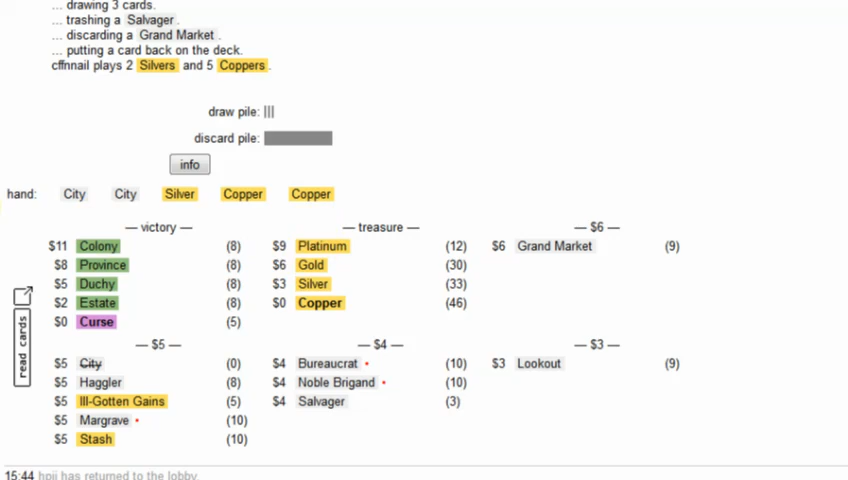 ... drawing 3 cards.
... trashing a Salvager.
... discarding a Grand Market.
... putting a card back on the deck.
cffnnail plays 2 Silvers and 5 Coppers.
draw pile:
discard pile:
info
hand: City City Silver Copper Copper
— victory — — treasure — — $6 —
$11 Colony (8) $9 Platinum (12) $6 Grand Market (9)
$8 Province (8) $6 Gold (30)
$5 Duchy (8) $3 Silver (33)
$2 Estate (8) $0 Copper (46)
$0 Curse (5)
read cards
— $5 — — $4 — — $3 —
$5 City (0) $4 Bureaucrat • (10) $3 Lookout (9)
$5 Haggler (8) $4 Noble Brigand • (10)
$5 Ill-Gotten Gains (5) $4 Salvager (3)
$5 Margrave • (10)
$5 Stash (10)
15:44 hpii has returned to the lobby.